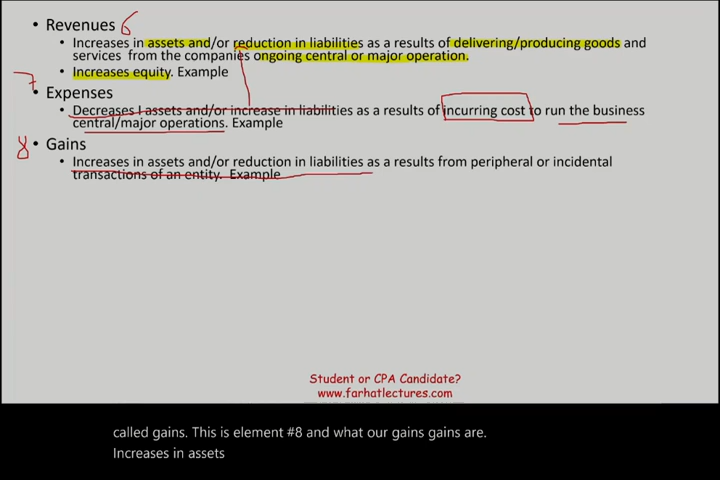 • Revenues 6
• Increases in assets and/or reduction in liabilities as a results of delivering/producing goods and
services from the companies ongoing central or major operation.
• Increases equity. Example
7
• Expenses
• Decreases I assets and/or increase in liabilities as a results of incurring cost to run the business
central/major operations. Example
8 • Gains
• Increases in assets and/or reduction in liabilities as a results from peripheral or incidental
transactions of an entity. Example
Student or CPA Candidate?
www.farhatlectures.com
called gains. This is element #8 and what our gains gains are.
Increases in assets